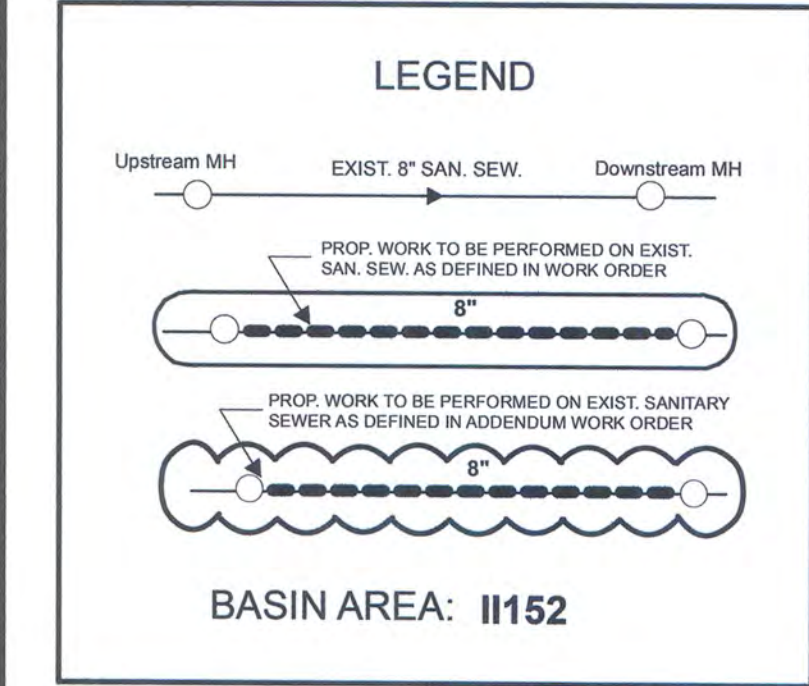 LEGEND
Upstream MH
EXIST. 8" SAN. SEW.
Downstream MH
PROP. WORK TO BE PERFORMED ON EXIST.
SAN. SEW. AS DEFINED IN WORK ORDER
8"
PROP. WORK TO BE PERFORMED ON EXIST. SANITARY
SEWER AS DEFINED IN ADDENDUM WORK ORDER
8"
BASIN AREA: II152